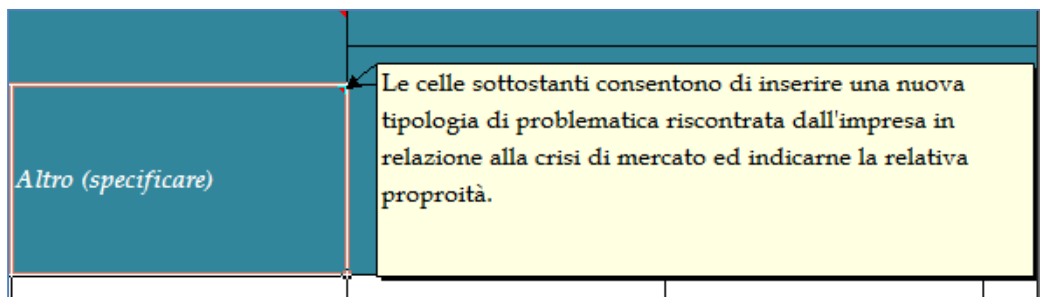 Altro (specificare)
Le celle sottostanti consentono di inserire una nuova
tipologia di problematica riscontrata dall'impresa in
relazione alla crisi di mercato ed indicarne la relativa
proproità.